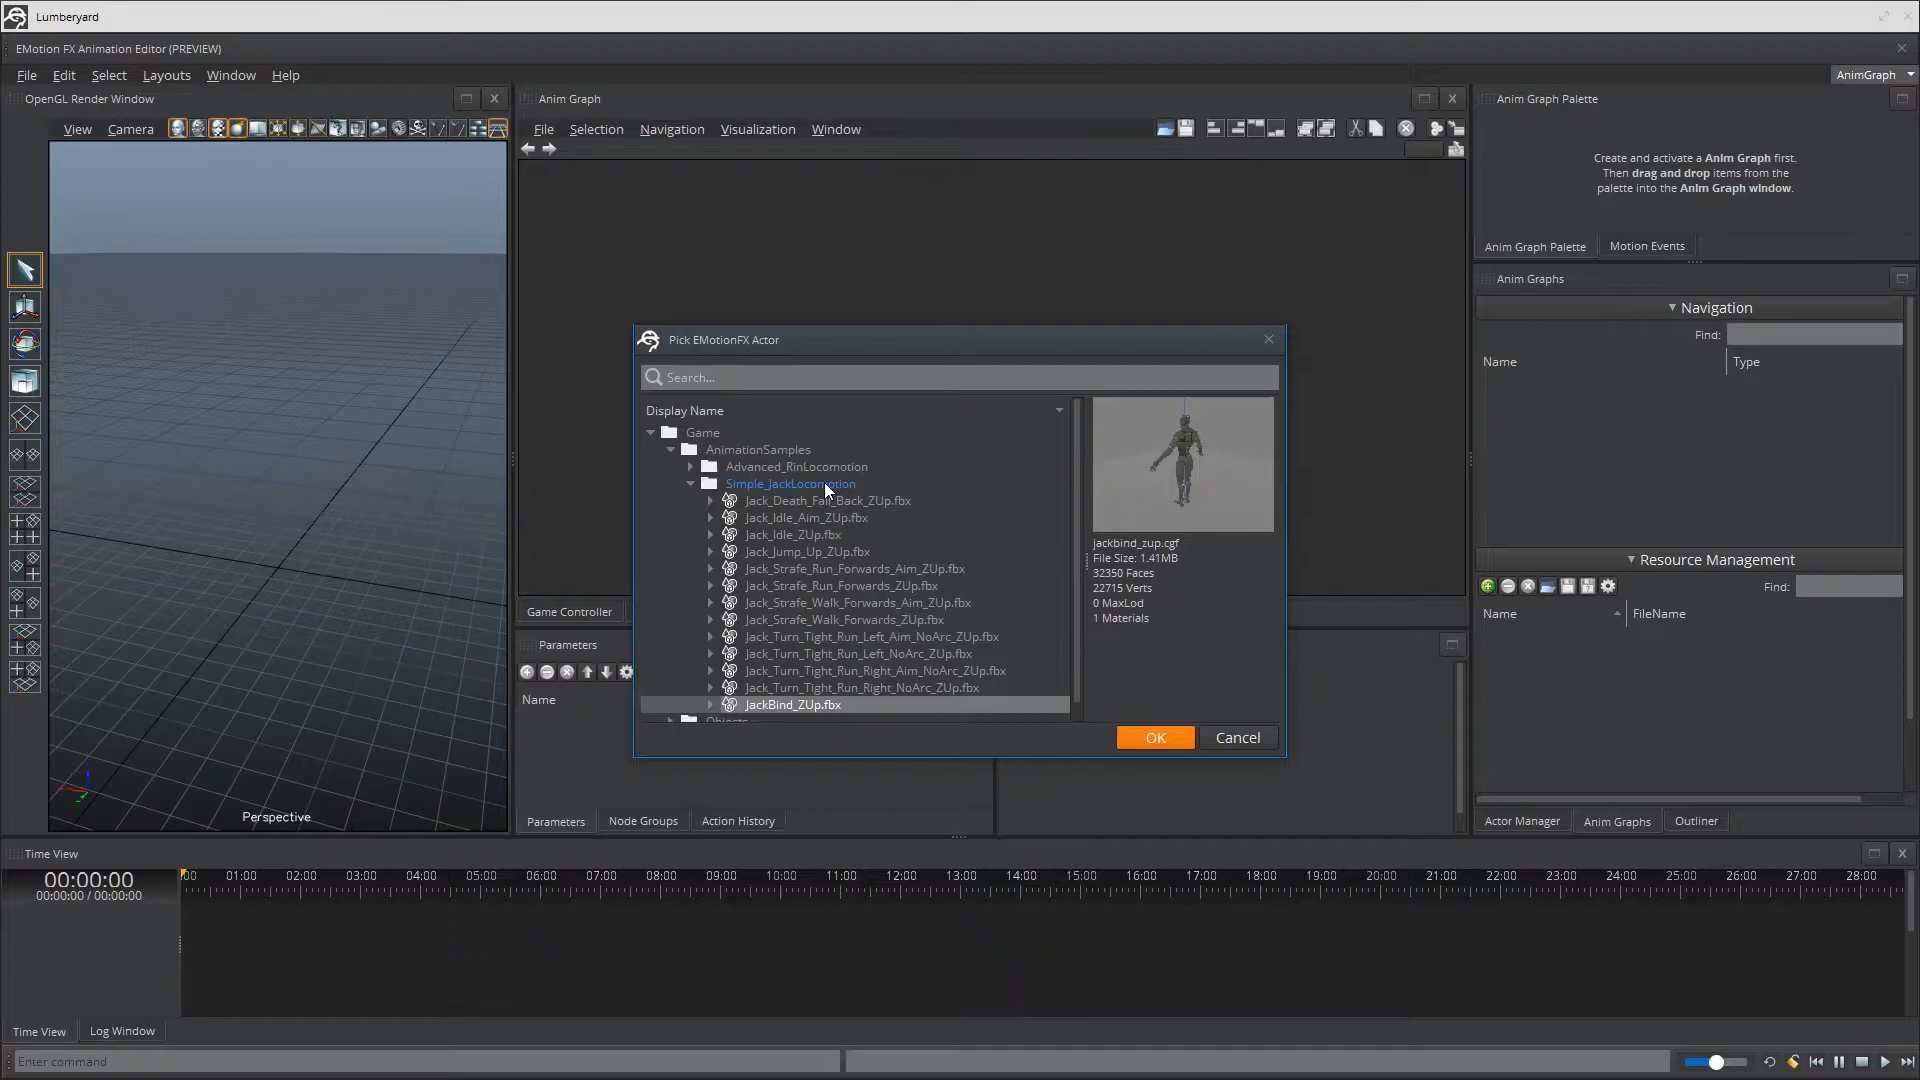 Lumberyard
EMotion FX Animation Editor (PREVIEW)
File Edit Select Layouts Window Help
AnimGraph
OpenGL Render Window
View Camera
Perspective
Anim Graph
File Selection Navigation Visualization Window
Game Controller
Anim Graph Palette
Create and activate a Anim Graph first.
Then drag and drop items from the
palette into the Anim Graph window.
Anim Graph Palette Motion Events
Anim Graphs
Navigation
Find:
Name Type
Resource Management
Find:
Name FileName
Actor Manager Anim Graphs Outliner
Pick EMotionFX Actor
Search...
Display Name
Game
AnimationSamples
Advanced_RinLocomotion
Simple_JackLocomotion
Jack_Death_Fall_Back_ZUp.fbx
Jack_Idle_Aim_ZUp.fbx
Jack_Idle_ZUp.fbx
Jack_Jump_Up_ZUp.fbx
Jack_Strafe_Run_Forwards_Aim_ZUp.fbx
Jack_Strafe_Run_Forwards_ZUp.fbx
Jack_Strafe_Walk_Forwards_Aim_ZUp.fbx
Jack_Strafe_Walk_Forwards_ZUp.fbx
Jack_Turn_Tight_Run_Left_Aim_NoArc_ZUp.fbx
Jack_Turn_Tight_Run_Left_NoArc_ZUp.fbx
Jack_Turn_Tight_Run_Right_Aim_NoArc_ZUp.fbx
Jack_Turn_Tight_Run_Right_NoArc_ZUp.fbx
JackBind_ZUp.fbx
Objects
jackbind_zup.cgf
File Size: 1.41MB
32350 Faces
22715 Verts
0 MaxLod
1 Materials
OK Cancel
Parameters
Name
Parameters Node Groups Action History
Time View
00:00:00
00:00:00 / 00:00:00
:00 01:00 02:00 03:00 04:00 05:00 06:00 07:00 08:00 09:00 10:00 11:00 12:00 13:00 14:00 15:00 16:00 17:00 18:00 19:00 20:00 21:00 22:00 23:00 24:00 25:00 26:00 27:00 28:00
Time View Log Window
Enter command